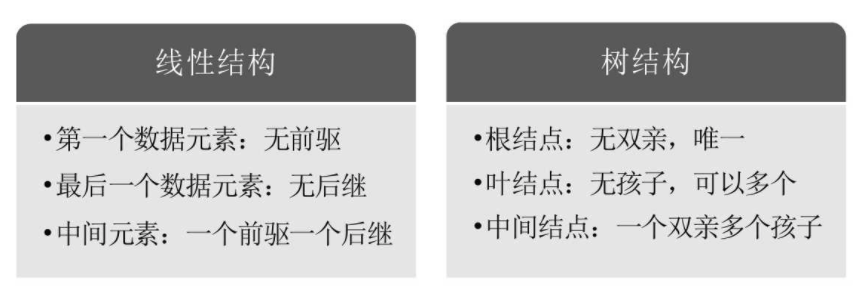 线性结构
•第一个数据元素：无前驱
•最后一个数据元素：无后继
•中间元素：一个前驱一个后继
树结构
•根结点：无双亲，唯一
•叶结点：无孩子，可以多个
•中间结点：一个双亲多个孩子